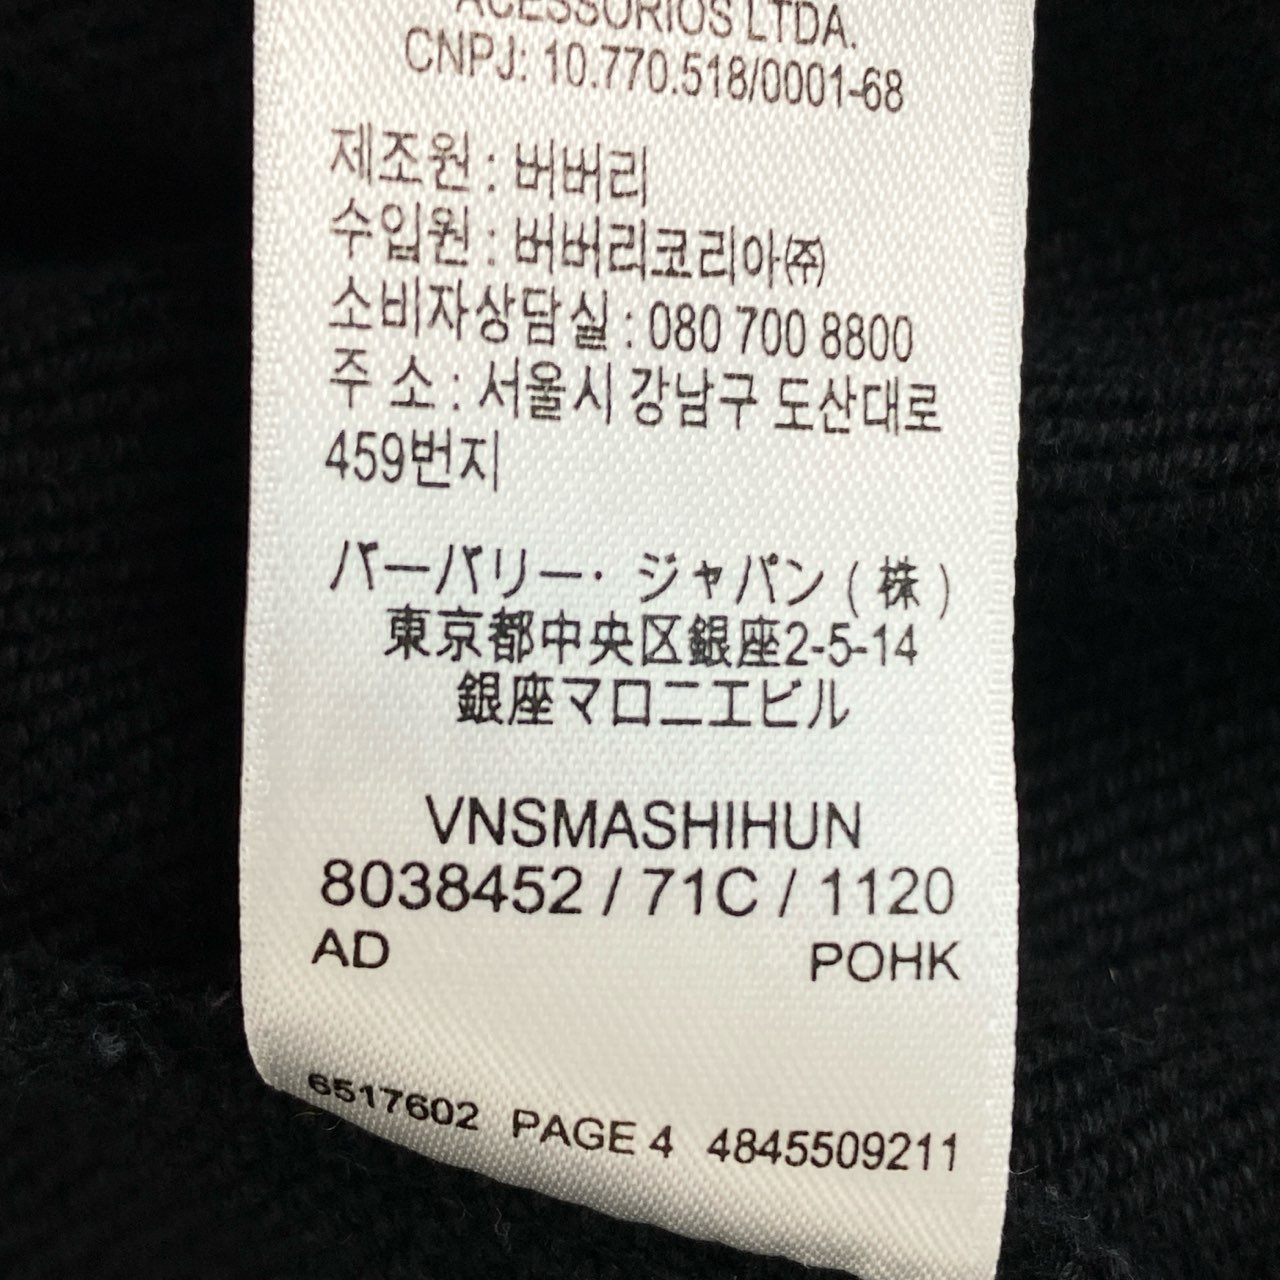 ACESSORIOS LTDA.
CNPJ: 10.770.518/0001-68
제조원 : 버버리
수입원 : 버버리코리아㈜
소비자상담실 : 080 700 8800
주 소 : 서울시 강남구 도산대로
459번지
バーバリー・ジャパン(株)
東京都中央区銀座2-5-14
銀座マロニエビル
VNSMASHIHUN
8038452 / 71C / 1120
AD POHK
6517602 PAGE 4 4845509211